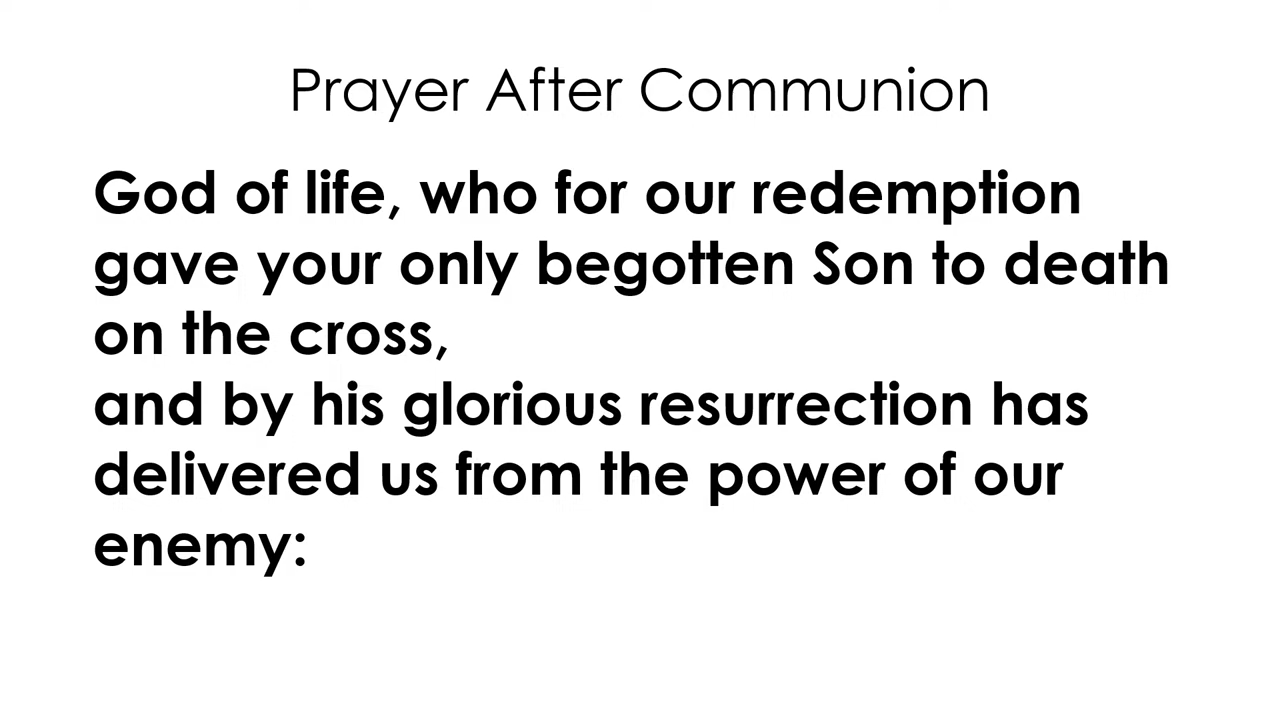 Prayer After Communion
God of life, who for our redemption
gave your only begotten Son to death
on the cross,
and by his glorious resurrection has
delivered us from the power of our
enemy: